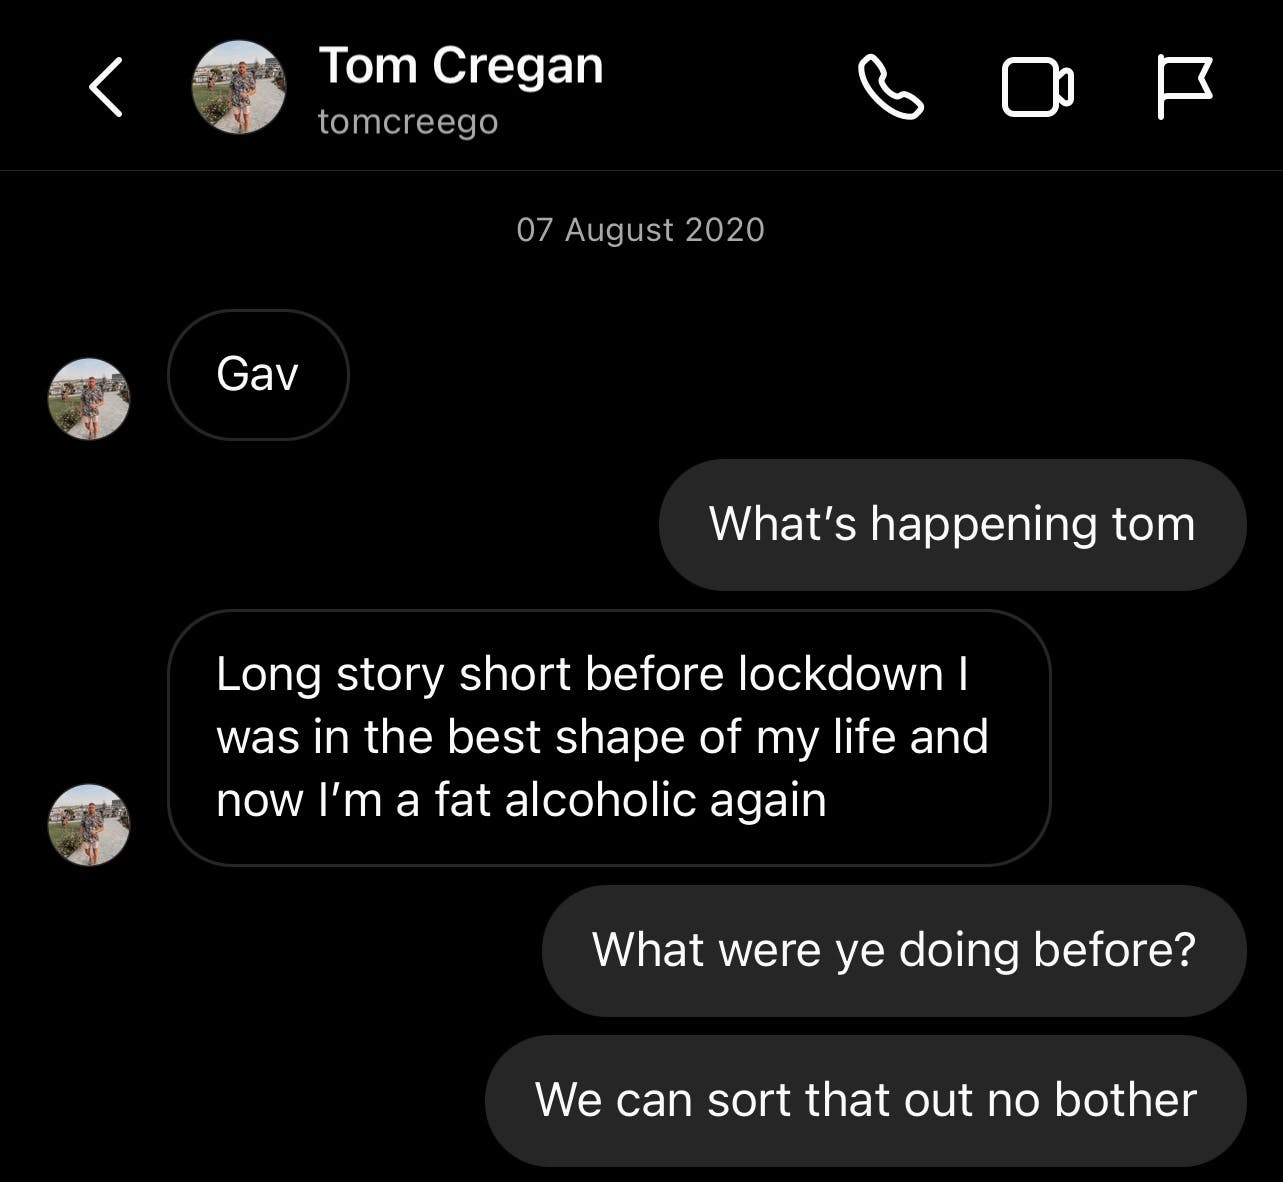 Tom Cregan
tomcreego
07 August 2020
Gav
What’s happening tom
Long story short before lockdown I
was in the best shape of my life and
now I’m a fat alcoholic again
What were ye doing before?
We can sort that out no bother